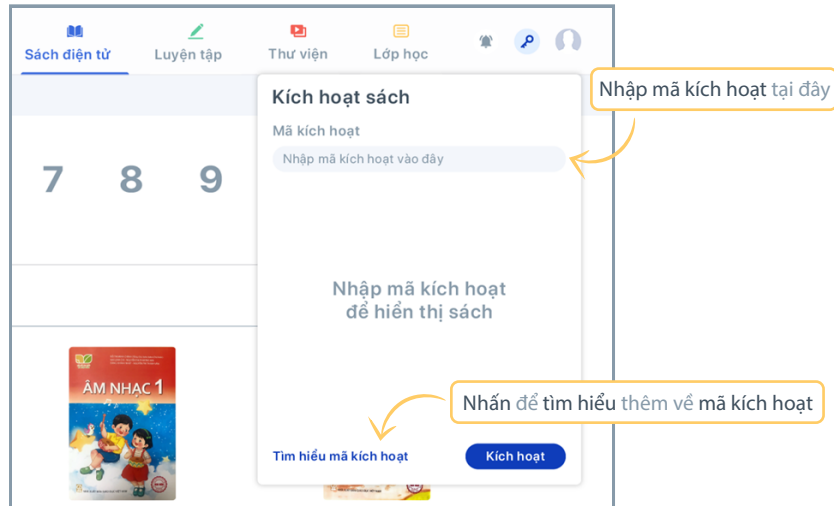 Sách điện tử
Luyện tập
Thư viện
Lớp học
Kích hoạt sách
Nhập mã kích hoạt tại đây
Mã kích hoạt
Nhập mã kích hoạt vào đây
7 8 9
Nhập mã kích hoạt
để hiển thị sách
ÂM NHẠC 1
Nhấn để tìm hiểu thêm về mã kích hoạt
Tìm hiểu mã kích hoạt
Kích hoạt